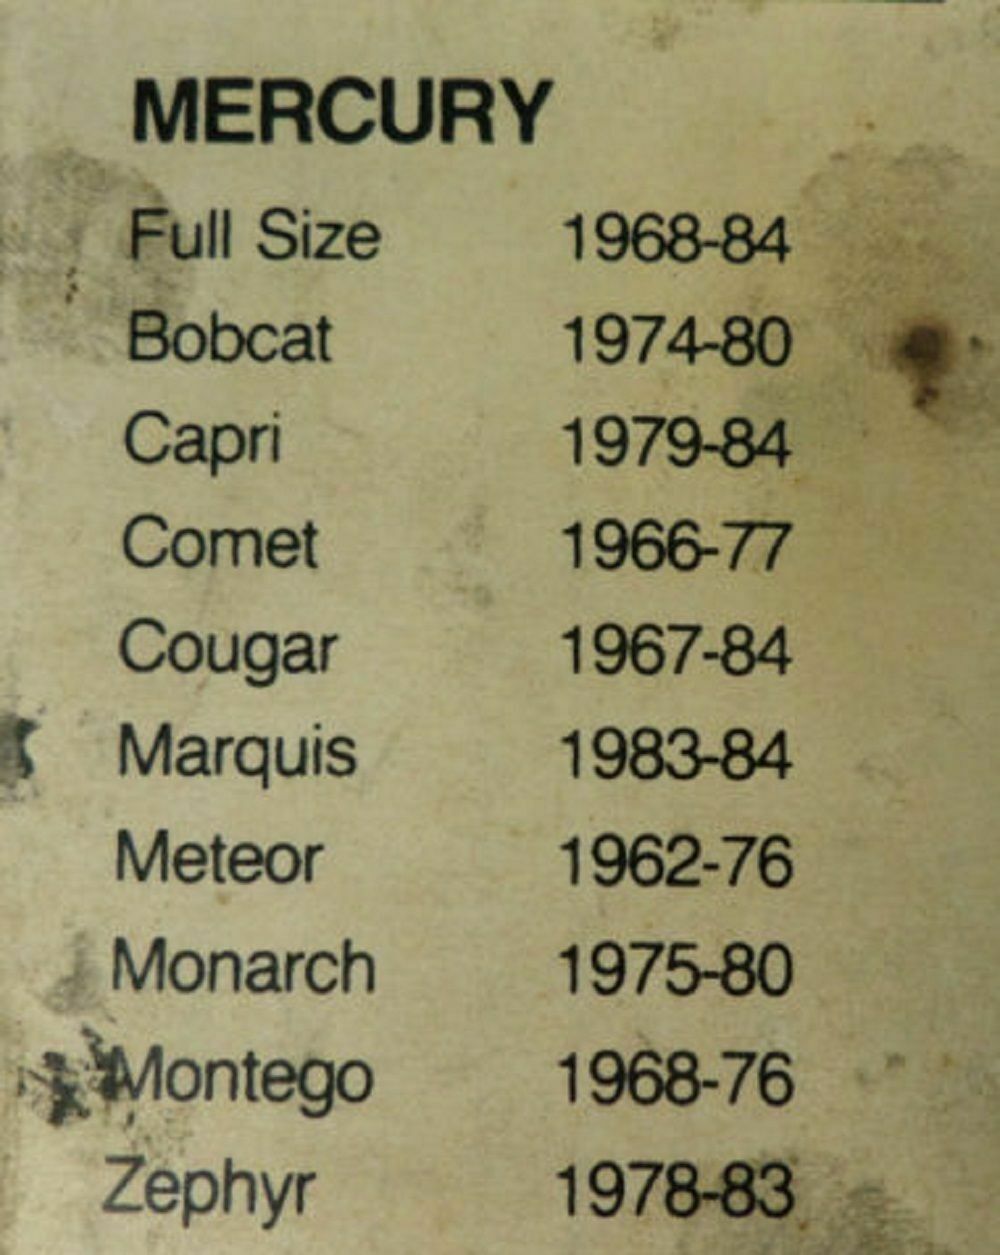 MERCURY
Full Size 1968-84
Bobcat 1974-80
Capri 1979-84
Comet 1966-77
Cougar 1967-84
Marquis 1983-84
Meteor 1962-76
Monarch 1975-80
Montego 1968-76
Zephyr 1978-83